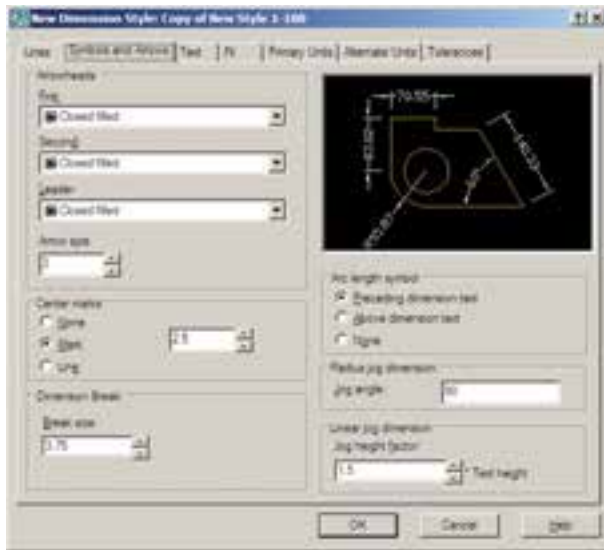 New Dimension Style: Copy of New Style 1-100
Lines
Symbols and Arrows
Text
Fit
Primary Units
Alternate Units
Tolerances
Arrowheads
First
Closed filled
Second
Closed filled
Leader
Closed filled
Arrow size
Center marks
None
Mark
Line
2.5
Dimension Break
Break size
3.75
79.55
Arc length symbol
Preceding dimension text
Above dimension text
None
Radius jog dimension
Jog angle
Linear jog dimension
Jog height factor
1.5
* Text height
OK
Cancel
Help